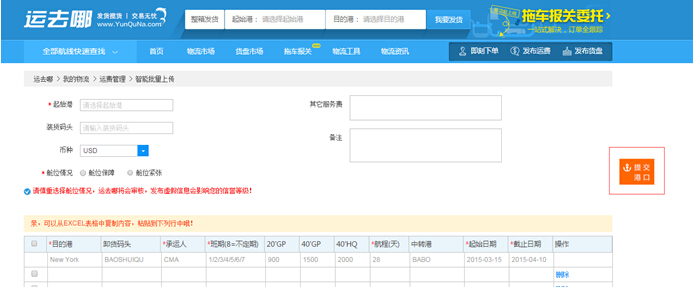 运去哪 发货提货 | 交易无忧 www.YunQuNa.com
整箱发货 起始港： 请选择起始港 目的港： 请选择目的港 我要发货
拖车报关委托>
一站式解决，订单全跟踪
全部航线快速查找 首页 物流市场 货盘市场 拖车报关 物流工具 物流资讯 即刻下单 发布运费 发布货盘
运去哪 > 我的物流 > 运费管理 > 智能批量上传
* 起始港 请选择起始港 其它服务费
装货码头 请输入装货码头 备注
币种 USD
* 舱位情况 舱位保障 舱位紧张
请慎重选择舱位情况，运去哪将会审核，发布虚假信息会影响您的信誉等级！
提交
港口
亲，可以从EXCEL表格中复制内容，粘贴到下列行中哦！
*目的港 卸货码头 *承运人 *班期(8=不定期) 20'GP 40'GP 40'HQ *航程(天) 中转港 *起始日期 *截止日期 操作
New York BAOSHUIQU CMA 1/2/3/4/5/6/7 900 1500 2000 28 BABO 2015-03-15 2015-04-10
删除